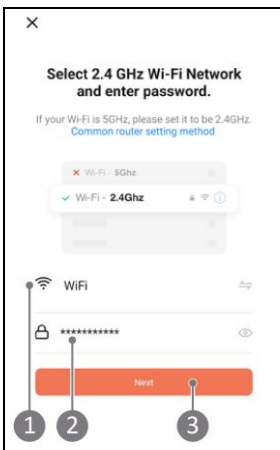 Select 2.4 GHz Wi-Fi Network
and enter password.
If your Wi-Fi is 5GHz, please set it to be 2.4GHz.
Common router setting method
Wi-Fi - 5Ghz
Wi-Fi - 2.4Ghz
WiFi
***********
Next
1 2 3